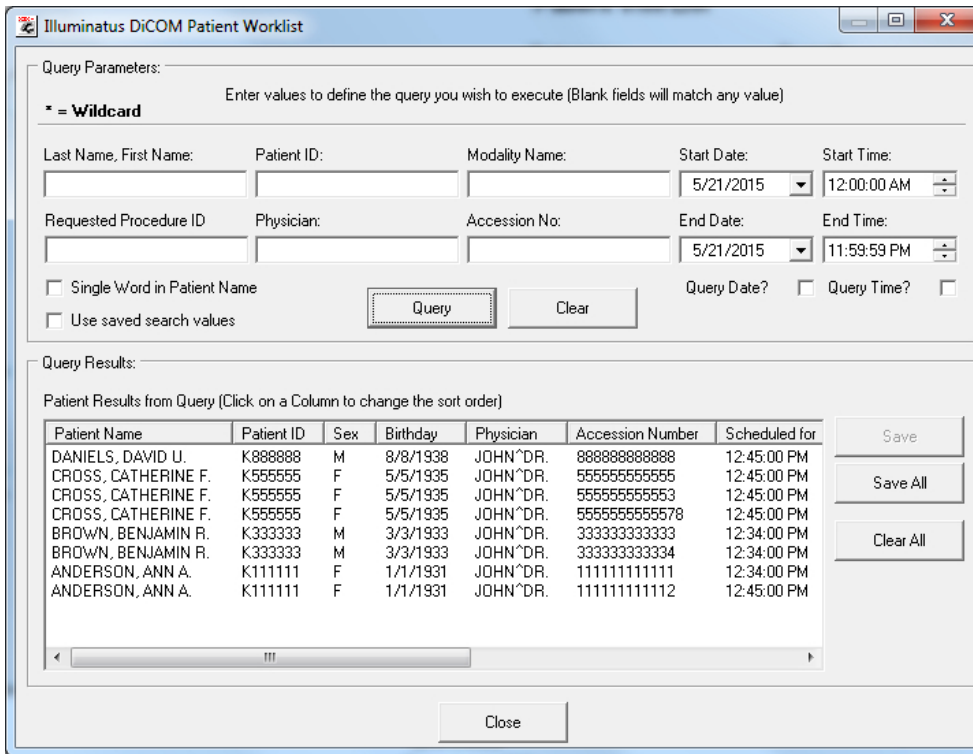 Illuminatus DiCOM Patient Worklist
Query Parameters:
Enter values to define the query you wish to execute (Blank fields will match any value)
* = Wildcard
Last Name, First Name: Patient ID: Modality Name: Start Date: Start Time:
5/21/2015 12:00:00 AM
Requested Procedure ID Physician: Accession No: End Date: End Time:
5/21/2015 11:59:59 PM
Single Word in Patient Name Query Clear Query Date? Query Time?
Use saved search values
Query Results:
Patient Results from Query (Click on a Column to change the sort order)
Patient Name Patient ID Sex Birthday Physician Accession Number Scheduled for
DANIELS, DAVID U. K888888 M 8/8/1938 JOHN^DR. 888888888888 12:45:00 PM
CROSS, CATHERINE F. K555555 F 5/5/1935 JOHN^DR. 555555555555 12:45:00 PM
CROSS, CATHERINE F. K555555 F 5/5/1935 JOHN^DR. 555555555553 12:45:00 PM
CROSS, CATHERINE F. K555555 F 5/5/1935 JOHN^DR. 5555555555578 12:45:00 PM
BROWN, BENJAMIN R. K333333 M 3/3/1933 JOHN^DR. 333333333333 12:34:00 PM
BROWN, BENJAMIN R. K333333 M 3/3/1933 JOHN^DR. 333333333334 12:34:00 PM
ANDERSON, ANN A. K111111 F 1/1/1931 JOHN^DR. 111111111111 12:34:00 PM
ANDERSON, ANN A. K111111 F 1/1/1931 JOHN^DR. 111111111112 12:45:00 PM
Save
Save All
Clear All
Close